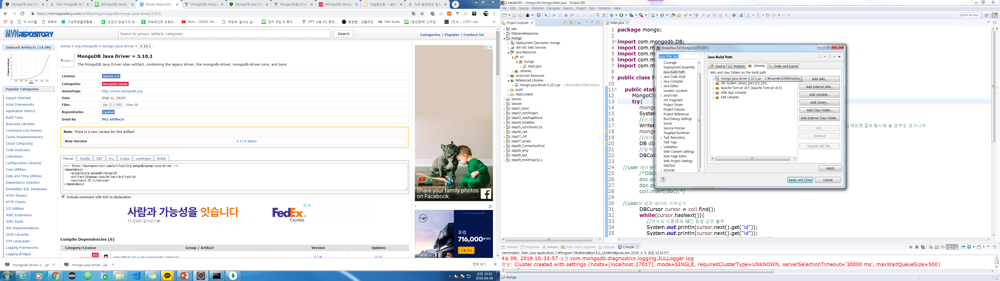 MongoDB Java Driv
자바 mongodb 연동
[MongoDB] NoSql
Maven Repository:
[mongoDB] mongo
MongoDB Java Driv
MongoDB(몽고디비
(MongoDB) Mongo
개설중인방 < 쉐어
자바 환경변수 윈도
https://mvnrepository.com/artifact/org.mongodb/mongo-java-driver/3.10.1
앱
더 바이블
유투브
그냥쪼끔불편할뿐...
성경과 찬송가의 번...
파워포인트 도형으...
Skins - S02E01 Par...
책정보, 글쓰는 삶...
영어 코칭 & 튜터...
[PPT 내용 #1] 폰트...
형변환 - 생활코딩
YBM Books
[청년정책] 신직업...
2진수 > CS50 x ed...
MVNREPOSITORY
Search for groups, artifacts, categories
Search
Categories | Popular | Contact Us
Indexed Artifacts (14.0M)
Projects (millions)
Year
Popular Categories
Aspect Oriented
Actor Frameworks
Application Metrics
Build Tools
Bytecode Libraries
Command Line Parsers
Cache Implementations
Cloud Computing
Code Analyzers
Collections
Configuration Libraries
Core Utilities
Date and Time Utilities
Dependency Injection
Embedded SQL Databases
HTML Parsers
HTTP Clients
I/O Utilities
JDBC Extensions
JDBC Pools
JPA Implementations
JSON Libraries
JVM Languages
Logging Frameworks
Logging Bridges
Home » org.mongodb » mongo-java-driver » 3.10.1
mongoDB
MongoDB Java Driver » 3.10.1
The MongoDB Java Driver uber-artifact, containing the legacy driver, the mongodb-driver, mongodb-driver-core, and bson
License Apache 2.0
Categories MongoDB Clients
HomePage http://www.mongodb.org
Date (Feb 11, 2019)
Files jar (2.1 MB) View All
Repositories Central
Used By 962 artifacts
Note: There is a new version for this artifact
New Version 3.11.0-beta2
Maven Gradle SBT Ivy Grape Leiningen Buildr
<!-- https://mvnrepository.com/artifact/org.mongodb/mongo-java-driver -->
<dependency>
<groupId>org.mongodb</groupId>
<artifactId>mongo-java-driver</artifactId>
<version>3.10.1</version>
</dependency>
Include comment with link to declaration
사람과 가능성을 잇습니다
더 자세히 알아보기 ▶
FedEx
Express
Compile Dependencies (6)
Category/License Group / Artifact Version Updates
I/O com.github.jnr » jnr-unixsocket (optional) 0.18 0.22
Share your family photos
on Facebook.
유럽
716,000원~부터
지금 예약
mongodb-driver-3....jar
mongo-java-driver....jar
전체 보기
TALK
오전 10:43
2019-04-09
2.ServletJSP - mongo/src/mongo/Main.java - Eclipse IDE
File Edit Source Refactor Navigate Search Project Run Window Help
Quick Access
Project Explorer
edu
httpservletresponse
mongo
Deployment Descriptor: mongo
JAX-WS Web Services
Java Resources
src
mongo
Main.java
Libraries
JavaScript Resources
Referenced Libraries
mongo-java-driver-3.10.1.jar - C:₩Users₩USER₩Desktop
build
WebContent
Servers
Session
step01_basic
step02_miniProject
step03_webPageMove
step04_ticketBox
step05_w3schoolsCSS
step06_cart
step07_JSP
step07_review
step08_ConnectionPool
step08_emp
step08_test
step09_miniProject2_s
Main.java
1 package mongo;
2
3 import com.mongodb.DB;
4 import com.m
5 import com.m
6 import com.m
7 import com.m
8
9 public class M
10
11 public stati
12 MongoCl
13 try{
14 mong
15 System
16 //쓰기
17 WriteC 쓰게되면 2개 동시에 쓸 경우도 생기니까
18 mong
19 //데이터
20 DB db
21 //컬렉
22 DBCol
23
24 //user 테이블
25 /*DBC
26 doc.pu
27 doc.pu
28 coll.insert(doc);*/
29
30 //user의 모든 데이터 가져오기
31 DBCursor cursor = coll.find();
32 while(cursor.hasNext()){
33 //커서의 이름중에 id인 컬럼 값만 출력
34 System.out.println(cursor.next().get("id"));
35 System.out.println(cursor.next().get("id"));
Properties for mongo
type filter text
Coverage
Deployment Assembly
Java Build Path
Java Code Style
Java Compiler
Java Editor
Javadoc Location
JavaScript
JSP Fragment
Project Facets
Project Natures
Project References
Run/Debug Settings
Server
Service Policies
Targeted Runtimes
Task Repository
Task Tags
Validation
Web Content Settings
Web Page Editor
Web Project Settings
WikiText
XDoclet
Java Build Path
Source Projects Libraries Order and Export
JARs and class folders on the build path:
mongo-java-driver-3.10.1.jar - C:₩Users₩USER₩Desktop
JRE System Library [jre1.8.0_191]
Apache Tomcat v8.5 [Apache Tomcat v8.5]
Web App Libraries
EAR Libraries
Add JARs...
Add External JARs...
Add Variable...
Add Library...
Add Class Folder...
Add External Class Folder...
Edit...
Remove
Migrate JAR File...
Apply
Apply and Close
Cancel
Markers Properties Servers Data Source Explorer Snippets Console
<terminated> Main [Java Application] C:₩Program Files₩Java₩jre1.8.0_191₩bin₩javaw.exe (2019. 4. 9. 오전 10:33:57)
4월 09, 2019 10:33:57 오전 com.mongodb.diagnostics.logging.JULLogger log
정보: Cluster created with settings {hosts=[localhost:27017], mode=SINGLE, requiredClusterType=UNKNOWN, serverSelectionTimeout='30000 ms', maxWaitQueueSize=500}
mongo